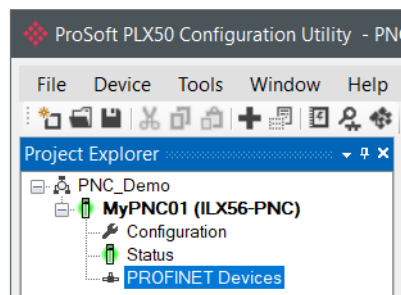 ProSoft PLX50 Configuration Utility - PN
File Device Tools Window Help
Project Explorer
PNC_Demo
MyPNC01 (ILX56-PNC)
Configuration
Status
PROFINET Devices